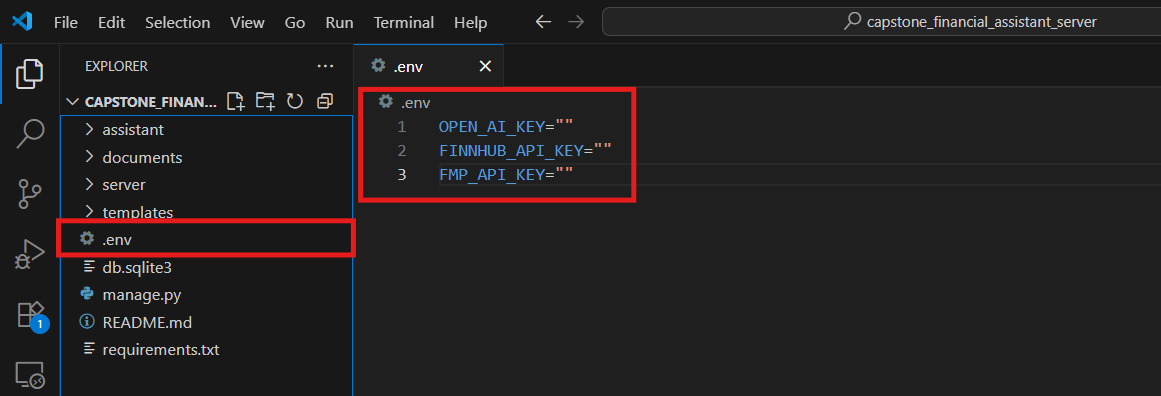 File Edit Selection View Go Run Terminal Help
capstone_financial_assistant_server
EXPLORER
CAPSTONE_FINAN...
assistant
documents
server
templates
.env
db.sqlite3
manage.py
README.md
requirements.txt
1
.env
.env
1 OPEN_AI_KEY=""
2 FINNHUB_API_KEY=""
3 FMP_API_KEY=""